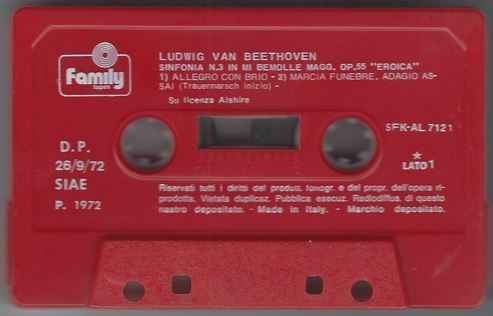 Family
tapes
LUDWIG VAN BEETHOVEN
SINFONIA N.3 IN MI BEMOLLE MAGG. OP.55 "EROICA"
1) ALLEGRO CON BRIO - 2) MARCIA FUNEBRE. ADAGIO AS-
SAI (Trauermarsch inizio) -
Su licenza Alshire
SFK-AL 7121
LATO 1
D.P.
26/9/72
SIAE
P. 1972
Riservati tutti i diritti del produtt. fonogr. e del propr. dell'opera ri-
prodotta. Vietata duplicaz. Pubblica esecuz. Radiodiffus. di questo
nastro depositato. - Made in Italy. - Marchio depositato.